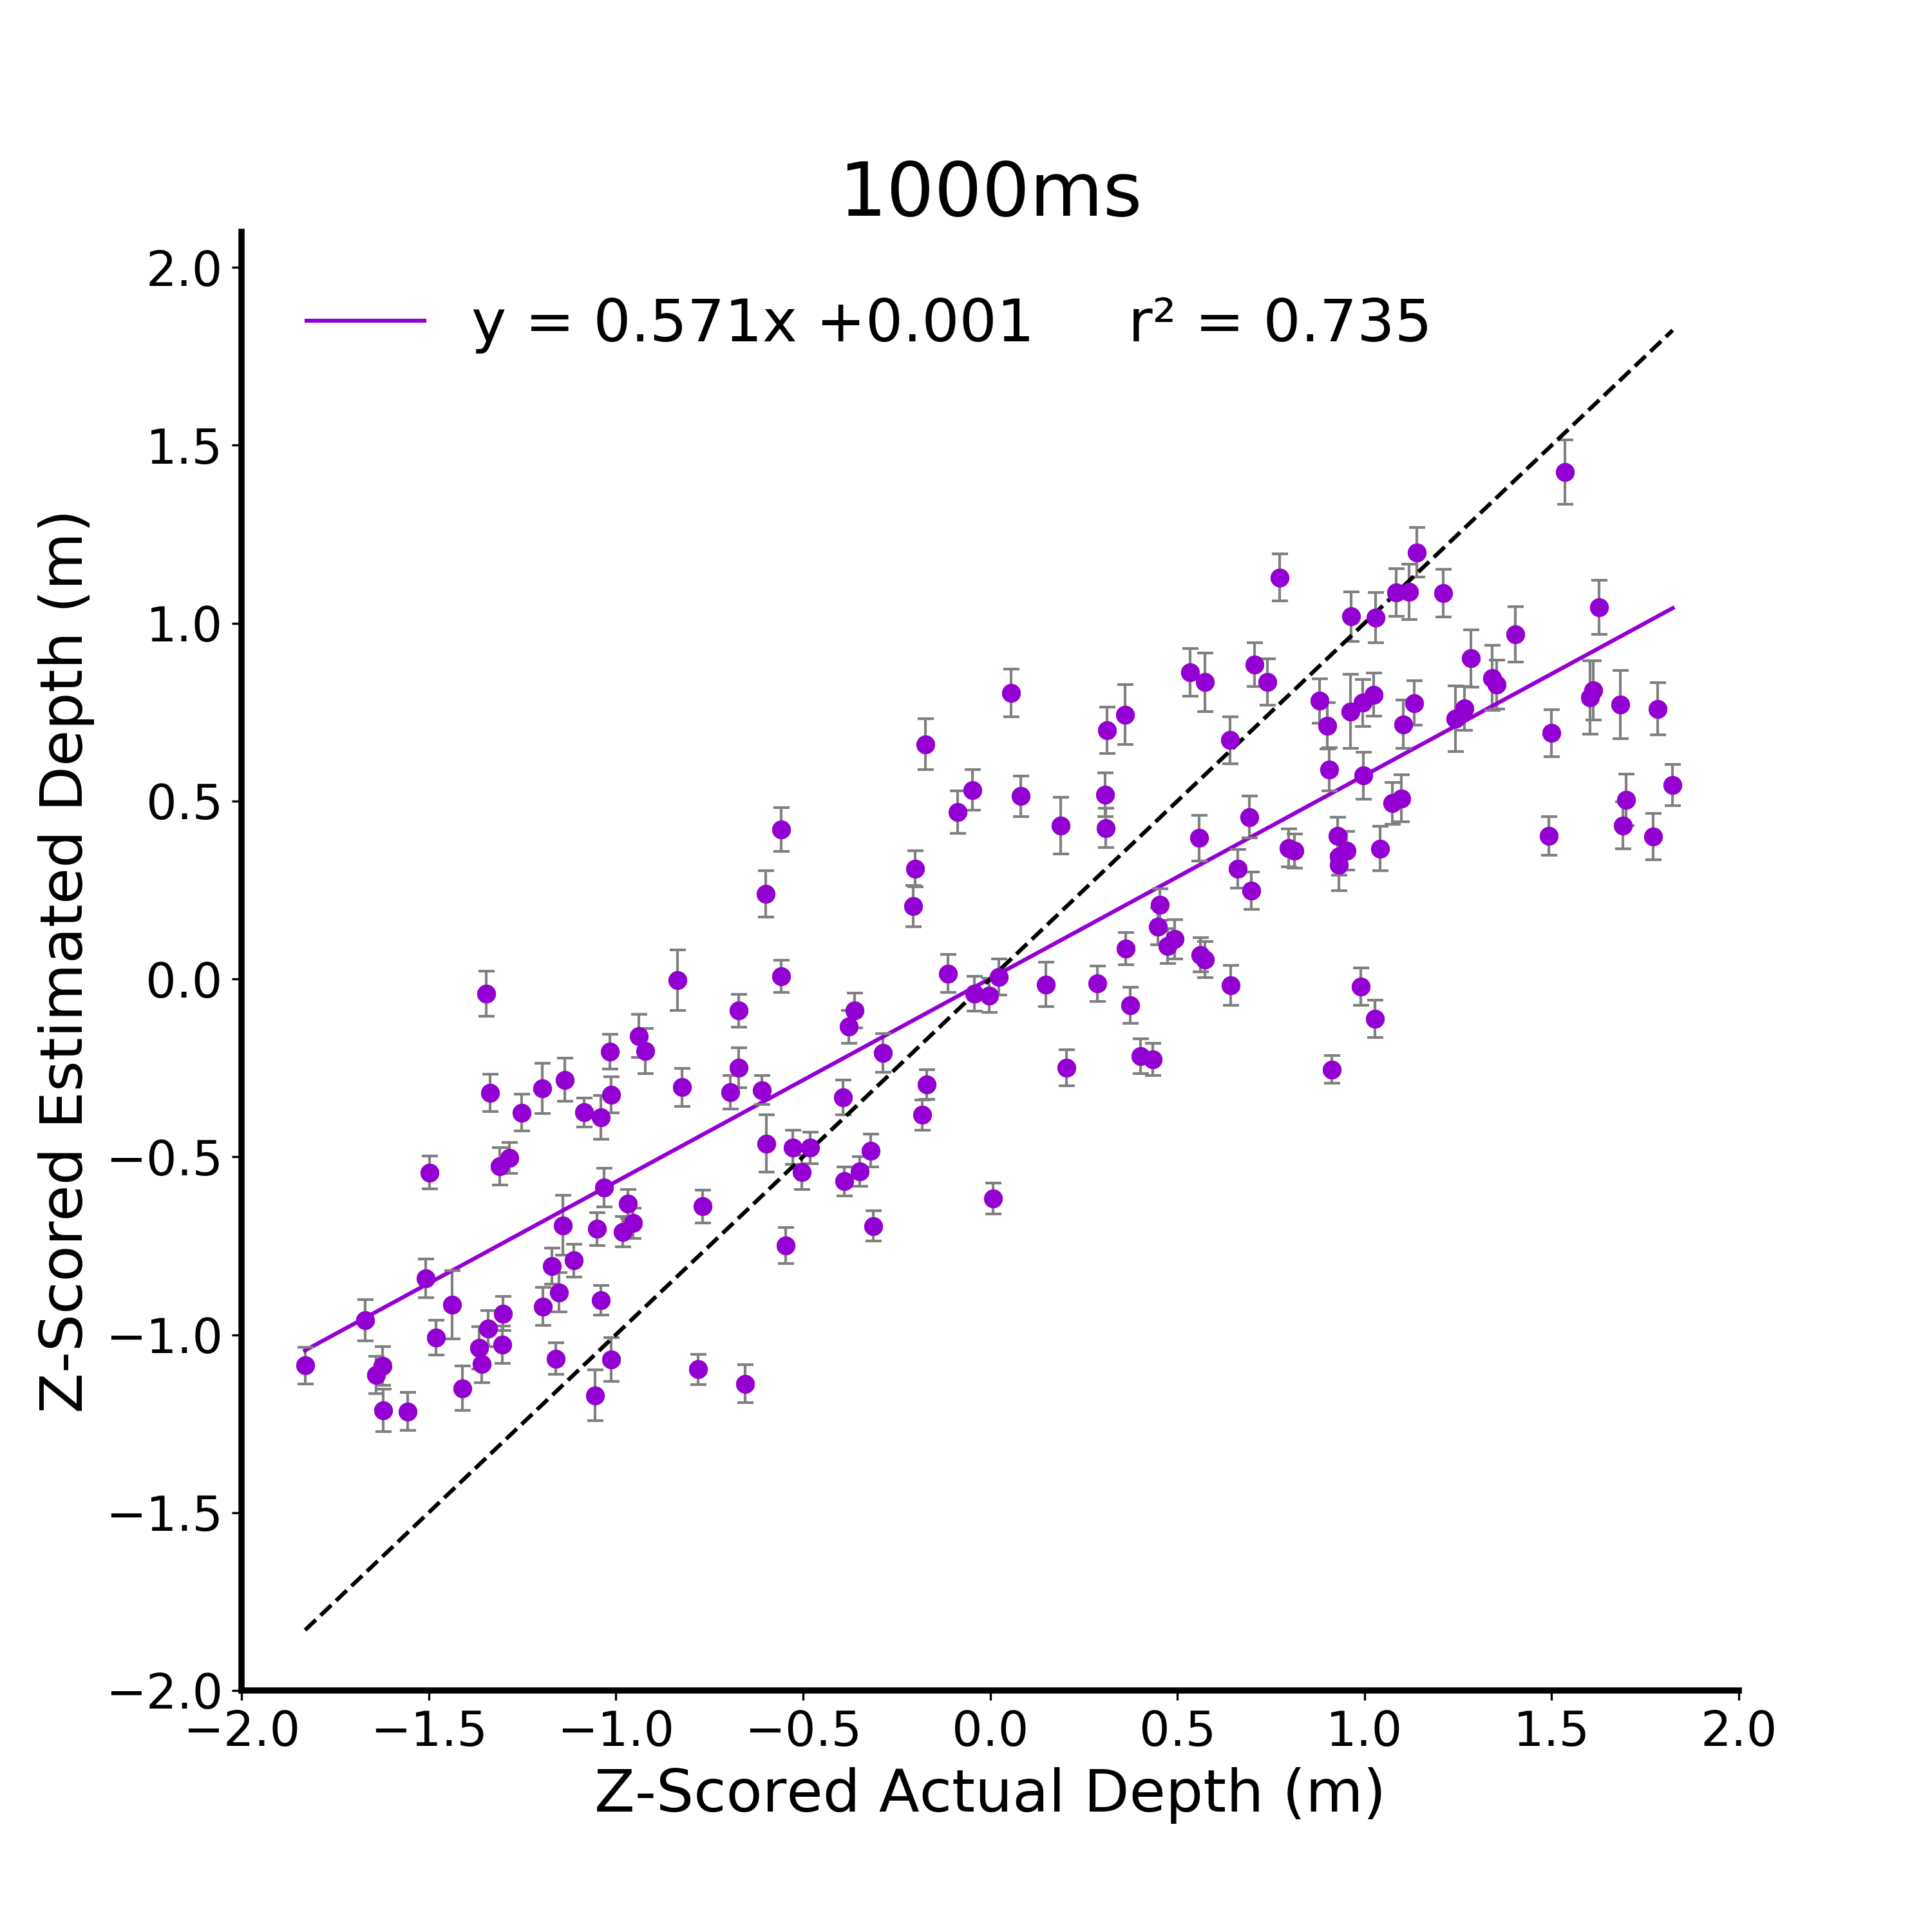 1000ms
2.0
y = 0.571x +0.001 r² = 0.735
1.5
1.0
0.5
0.0
−0.5
−1.0
−1.5
−2.0
Z-Scored Estimated Depth (m)
−2.0 −1.5 −1.0 −0.5 0.0 0.5 1.0 1.5 2.0
Z-Scored Actual Depth (m)